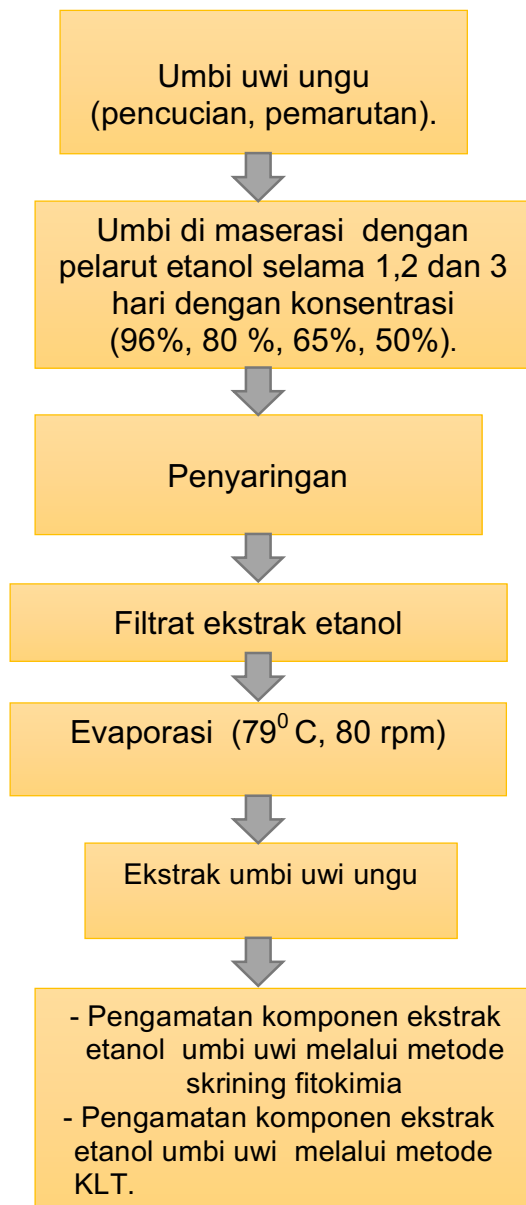 Umbi uwi ungu
(pencucian, pemarutan).
Umbi di maserasi dengan
pelarut etanol selama 1,2 dan 3
hari dengan konsentrasi
(96%, 80 %, 65%, 50%).
Penyaringan
Filtrat ekstrak etanol
Evaporasi (79⁰ C, 80 rpm)
Ekstrak umbi uwi ungu
- Pengamatan komponen ekstrak
etanol umbi uwi melalui metode
skrining fitokimia
- Pengamatan komponen ekstrak
etanol umbi uwi melalui metode
KLT.